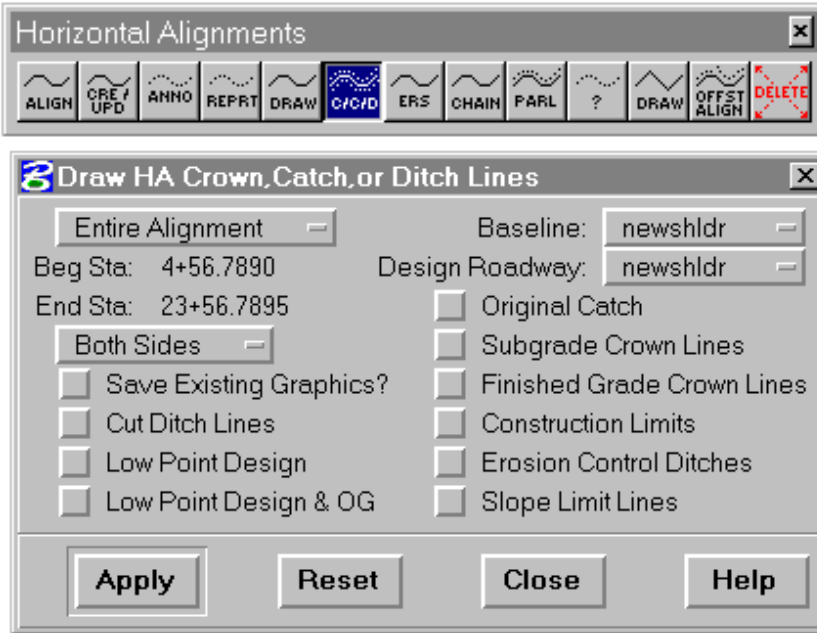 Horizontal Alignments
ALIGN CRE/UPD ANNO REPRT DRAW C/C/D ERS CHAIN PARL ? DRAW OFFST ALIGN DELETE
Draw HA Crown,Catch,or Ditch Lines
Entire Alignment Baseline: newshldr
Beg Sta: 4+56.7890 Design Roadway: newshldr
End Sta: 23+56.7895 Original Catch
Both Sides Subgrade Crown Lines
Save Existing Graphics? Finished Grade Crown Lines
Cut Ditch Lines Construction Limits
Low Point Design Erosion Control Ditches
Low Point Design & OG Slope Limit Lines
Apply Reset Close Help